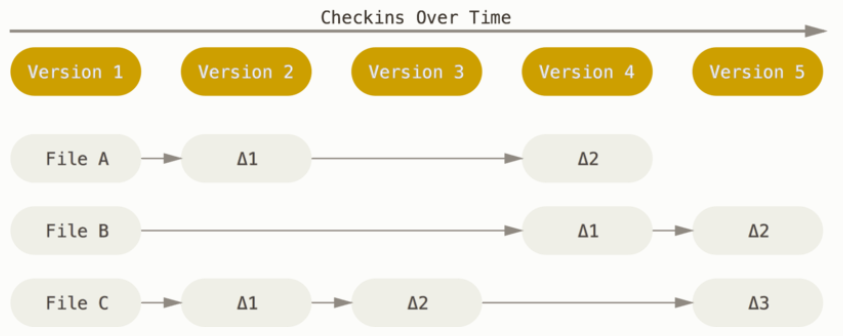 Checkins Over Time
Version 1 Version 2 Version 3 Version 4 Version 5
File A Δ1 Δ2
File B Δ1 Δ2
File C Δ1 Δ2 Δ3